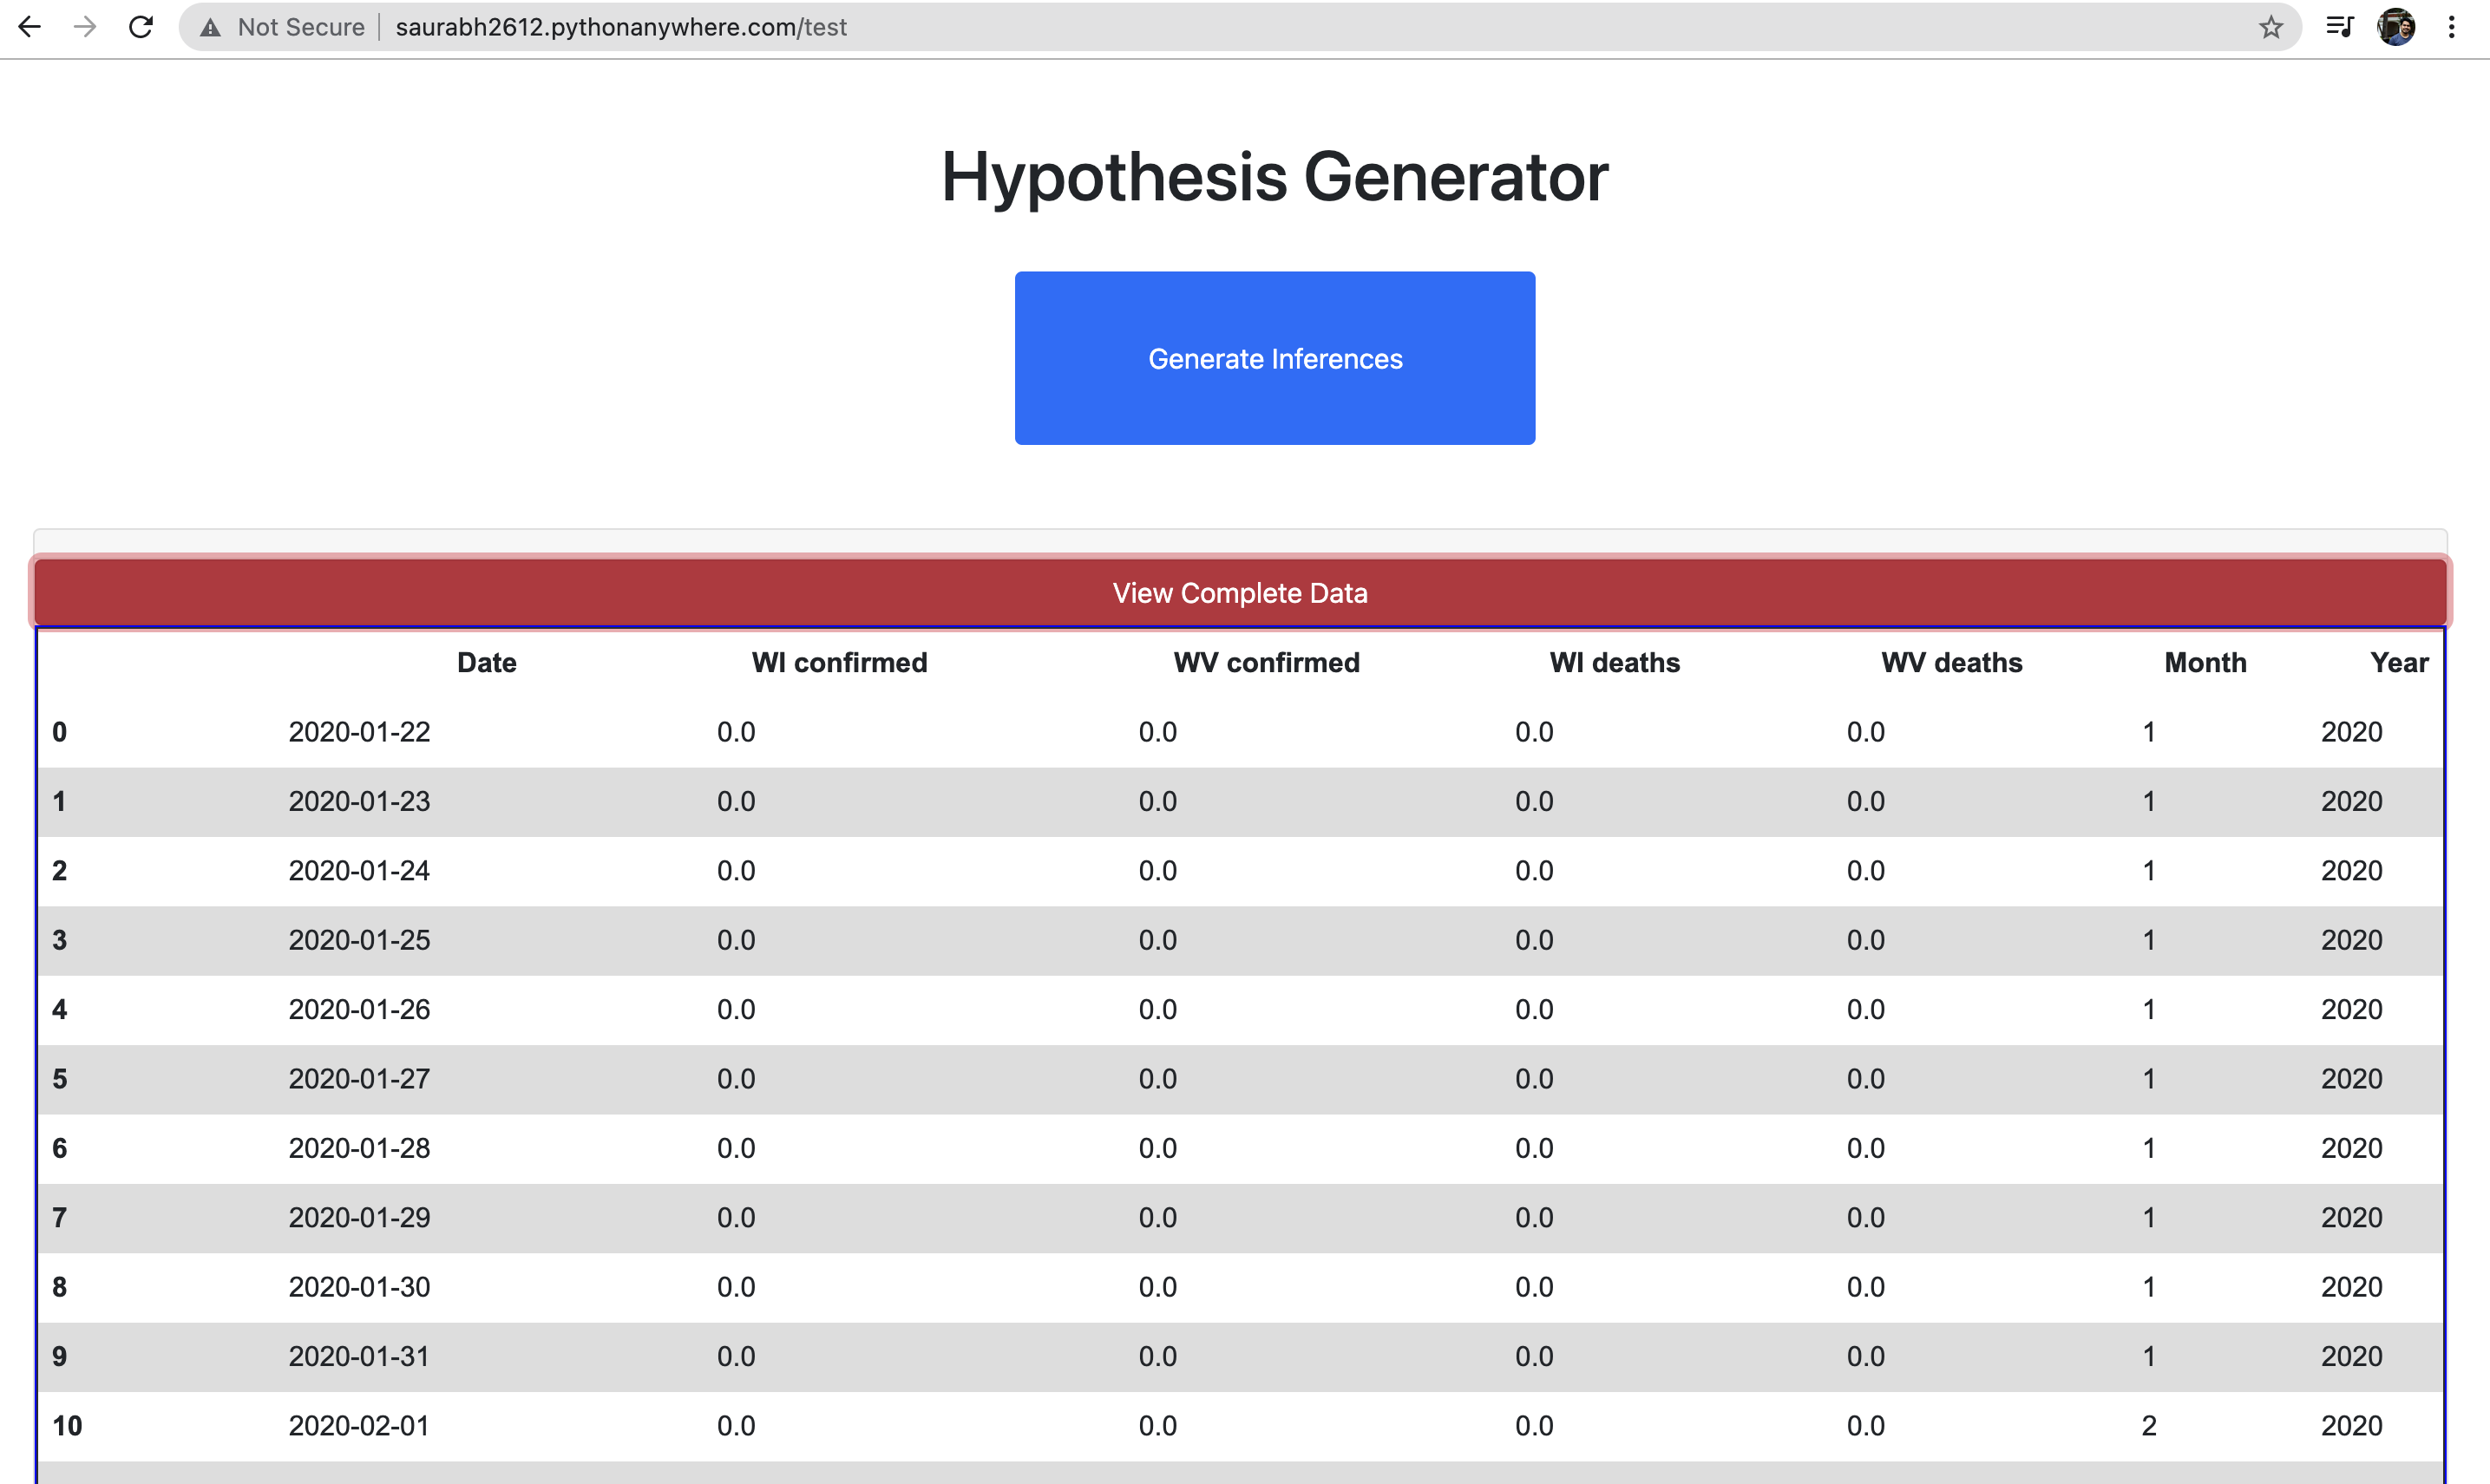 Not Secure saurabh2612.pythonanywhere.com/test
Hypothesis Generator
Generate Inferences
View Complete Data
Date WI confirmed WV confirmed WI deaths WV deaths Month Year
0 2020-01-22 0.0 0.0 0.0 0.0 1 2020
1 2020-01-23 0.0 0.0 0.0 0.0 1 2020
2 2020-01-24 0.0 0.0 0.0 0.0 1 2020
3 2020-01-25 0.0 0.0 0.0 0.0 1 2020
4 2020-01-26 0.0 0.0 0.0 0.0 1 2020
5 2020-01-27 0.0 0.0 0.0 0.0 1 2020
6 2020-01-28 0.0 0.0 0.0 0.0 1 2020
7 2020-01-29 0.0 0.0 0.0 0.0 1 2020
8 2020-01-30 0.0 0.0 0.0 0.0 1 2020
9 2020-01-31 0.0 0.0 0.0 0.0 1 2020
10 2020-02-01 0.0 0.0 0.0 0.0 2 2020